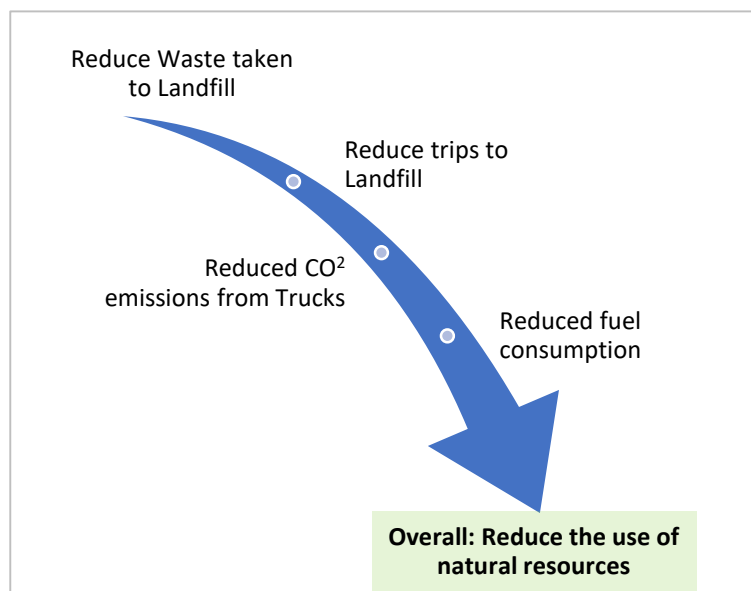 Reduce Waste taken
to Landfill
Reduce trips to
Landfill
Reduced CO²
emissions from Trucks
Reduced fuel
consumption
Overall: Reduce the use of
natural resources